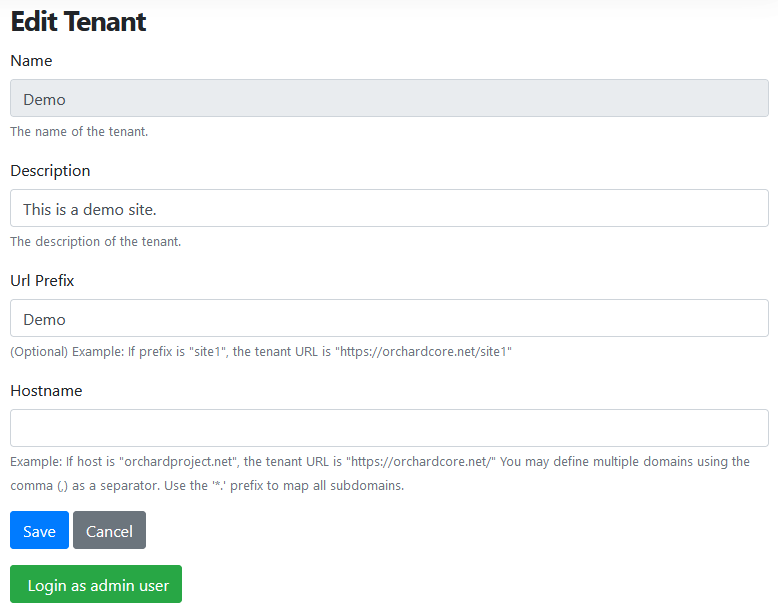 Edit Tenant
Name
Demo
The name of the tenant.
Description
This is a demo site.
The description of the tenant.
Url Prefix
Demo
(Optional) Example: If prefix is "site1", the tenant URL is "https://orchardcore.net/site1"
Hostname
Example: If host is "orchardproject.net", the tenant URL is "https://orchardcore.net/" You may define multiple domains using the
comma (,) as a separator. Use the '*.' prefix to map all subdomains.
Save Cancel
Login as admin user